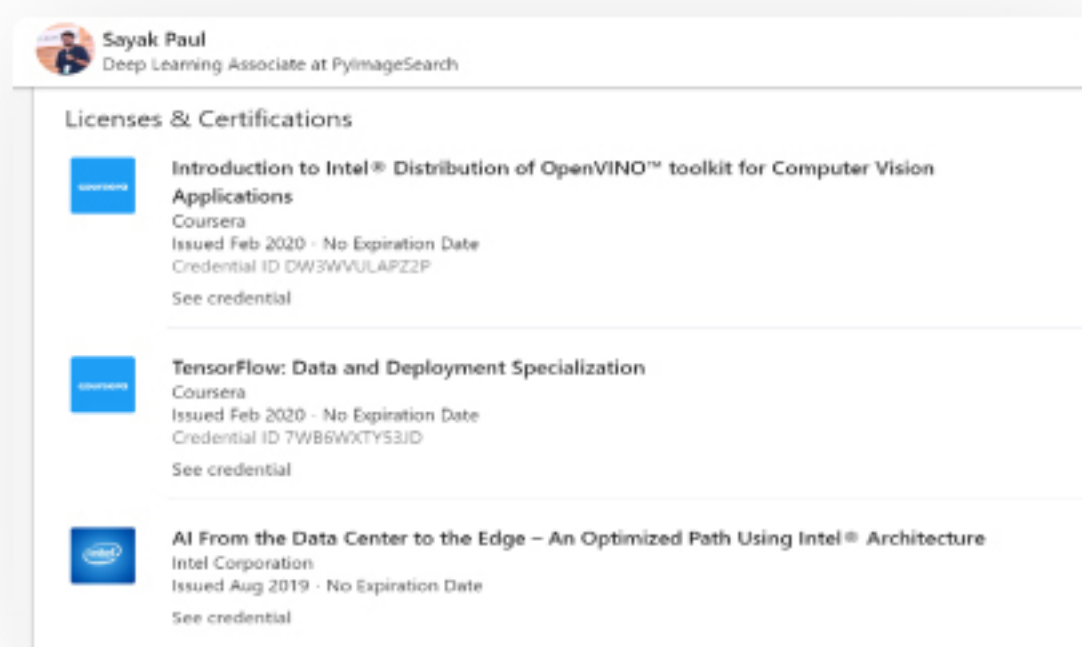 Sayak Paul
Deep Learning Associate at PyImageSearch
Licenses & Certifications
coursera
Introduction to Intel® Distribution of OpenVINO™ toolkit for Computer Vision
Applications
Coursera
Issued Feb 2020 · No Expiration Date
Credential ID DW3WVULAPZ2P
See credential
coursera
TensorFlow: Data and Deployment Specialization
Coursera
Issued Feb 2020 · No Expiration Date
Credential ID 7WB6WXTY53JD
See credential
intel
AI From the Data Center to the Edge – An Optimized Path Using Intel® Architecture
Intel Corporation
Issued Aug 2019 · No Expiration Date
See credential